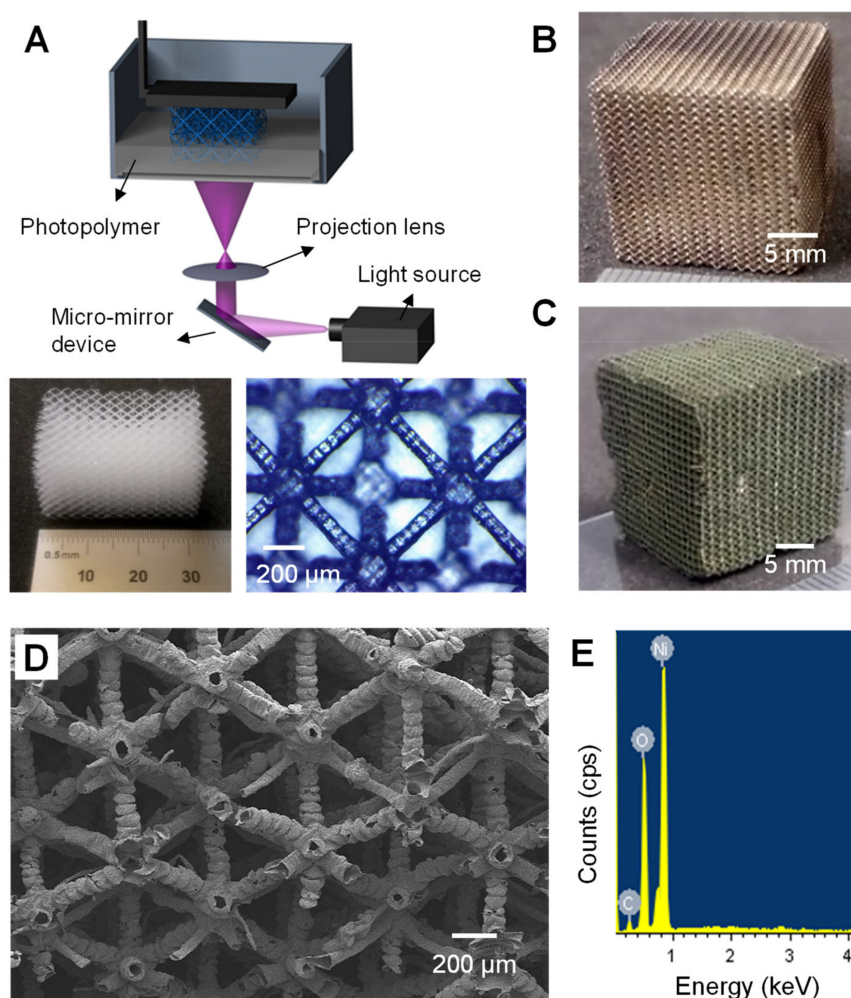 A
Photopolymer
Projection lens
Light source
Micro-mirror
device
0.5mm
10 20 30
200 µm
B
5 mm
C
5 mm
D
200 µm
E
Ni
O
C
Counts (cps)
1 2 3 4
Energy (keV)